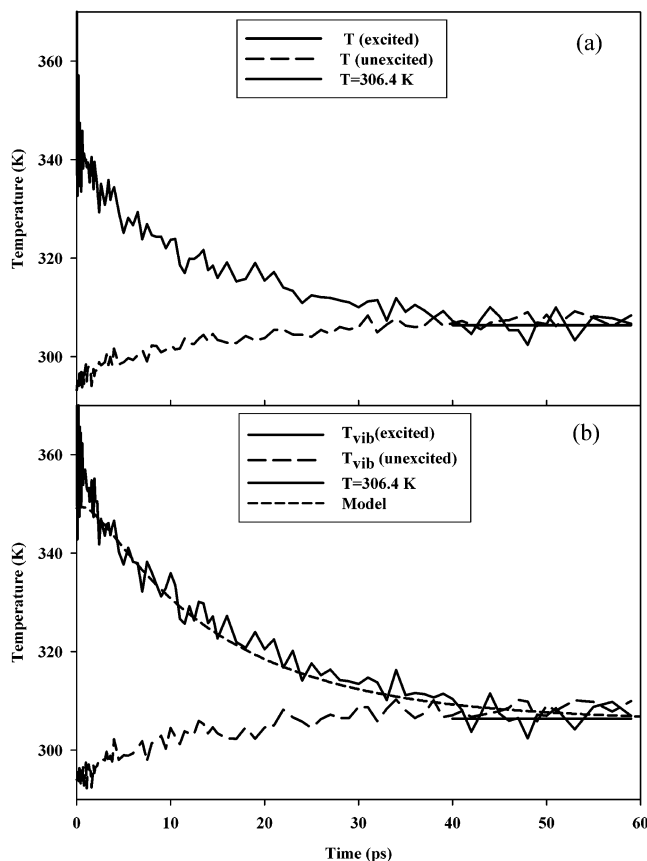 (a)
T (excited)
T (unexcited)
T=306.4 K
Temperature (K)
360
340
320
300
(b)
Tvib(excited)
Tvib (unexcited)
T=306.4 K
Model
Temperature (K)
360
340
320
300
0 10 20 30 40 50 60
Time (ps)